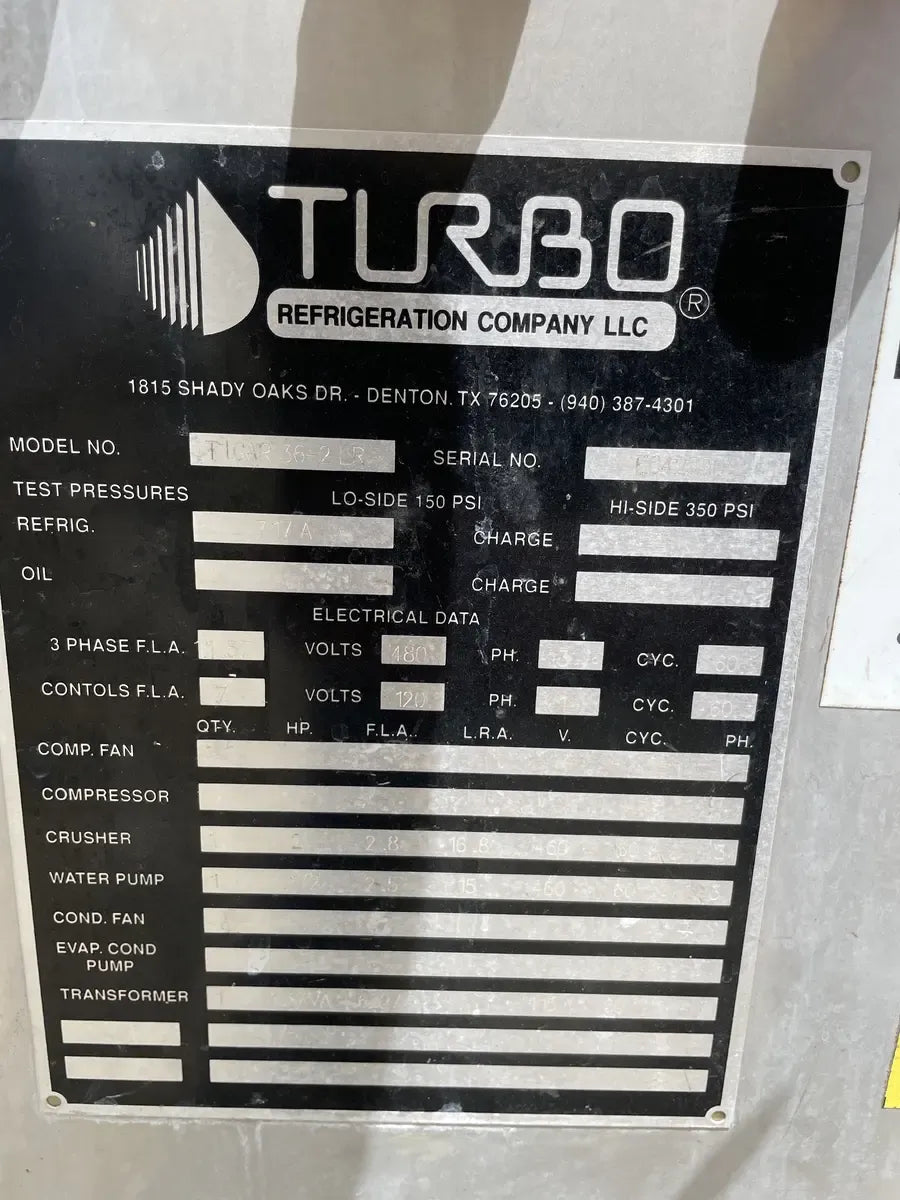 TURBO
REFRIGERATION COMPANY LLC ®
1815 SHADY OAKS DR. - DENTON, TX 76205 - (940) 387-4301
MODEL NO. SERIAL NO.
TEST PRESSURES LO-SIDE 150 PSI HI-SIDE 350 PSI
REFRIG. 717/A CHARGE
OIL CHARGE
ELECTRICAL DATA
3 PHASE F.L.A. VOLTS 480 PH. 3 CYC. 60
CONTOLS F.L.A. 7 VOLTS 120 PH. 1 CYC. 60
QTY. HP. F.L.A.. L.R.A. V. CYC. PH.
COMP. FAN
COMPRESSOR
CRUSHER 1 2.8 16.8 460 60 3
WATER PUMP 1 2.5 15 460 60 3
COND. FAN
EVAP. COND
PUMP
TRANSFORMER 1